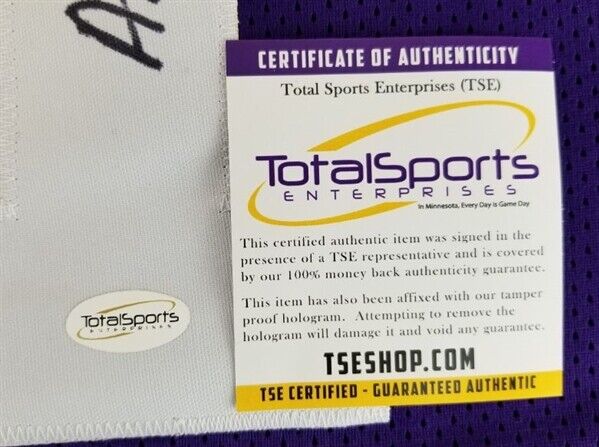 CERTIFICATE OF AUTHENTICITY
Total Sports Enterprises (TSE)
TotalSports
ENTERPRISES
In Minnesota, Every Day is Game Day
This certified authentic item was signed in the
presence of a TSE representative and is covered
by our 100% money back authenticity guarantee.
This item has also been affixed with our tamper
proof hologram. Attempting to remove the
hologram will damage it and void any guarantee.
TSESHOP.COM
TSE CERTIFIED - GUARANTEED AUTHENTIC
TotalSports
ENTERPRISES